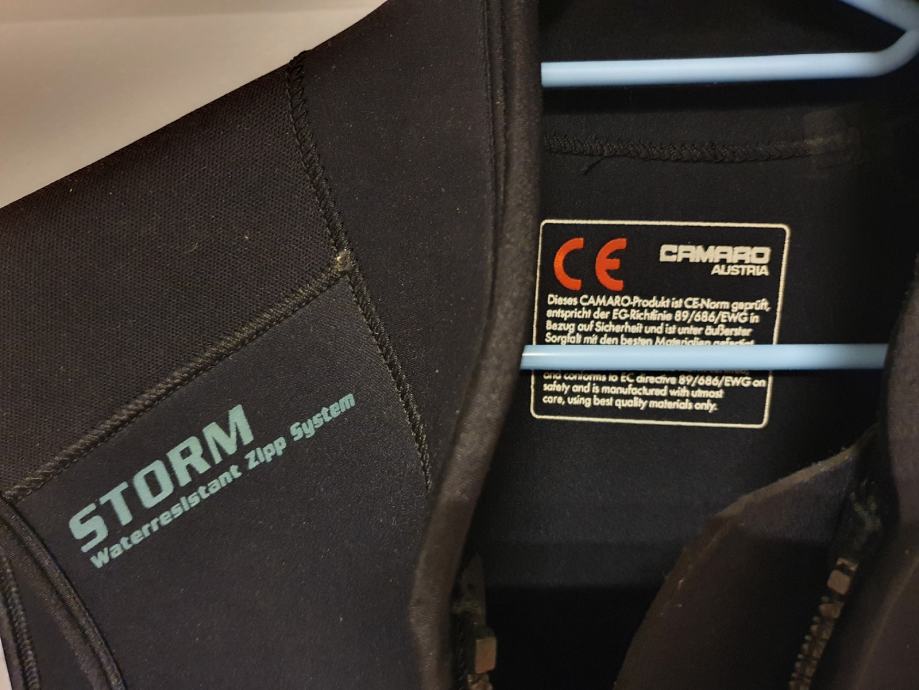 STORM
Waterresistant Zipp System
CE
CAMARO
AUSTRIA
Dieses CAMARO-Produkt ist CE-Norm geprüft,
entspricht der EG-Richtlinie 89/686/EWG in
Bezug auf Sicherheit und ist unter äußerster
Sorgfalt mit den besten Materialien gefertigt
and conforms to EC directive 89/686/EWG on
safety and is manufactured with utmost
care, using best quality materials only.